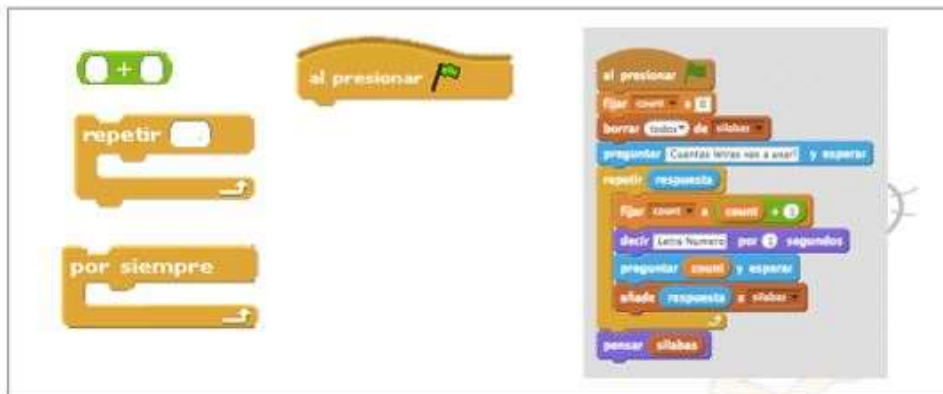 +
repetir
por siempre
al presionar
al presionar
fijar count a 0
borrar todos de silabas
preguntar Cuantas letras vas a usar? y esperar
repetir respuesta
fijar count a count + 1
decir Letra Numero por segundos
preguntar count y esperar
añade respuesta a silabas
pensar silabas